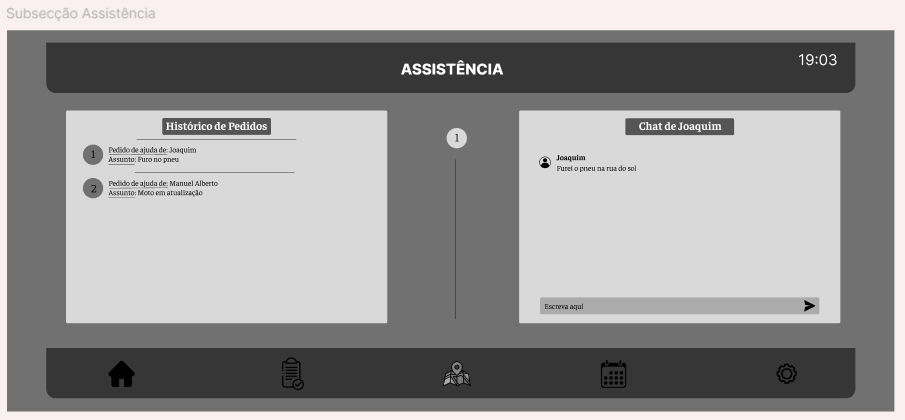 Subsecção Assistência
ASSISTÊNCIA
19:03
Histórico de Pedidos
1
Pedido de ajuda de: Joaquim
Assunto: Furo no pneu
2
Pedido de ajuda de: Manuel Alberto
Assunto: Moto em atualização
1
Chat de Joaquim
Joaquim
Furei o pneu na rua do sol
Escreva aqui